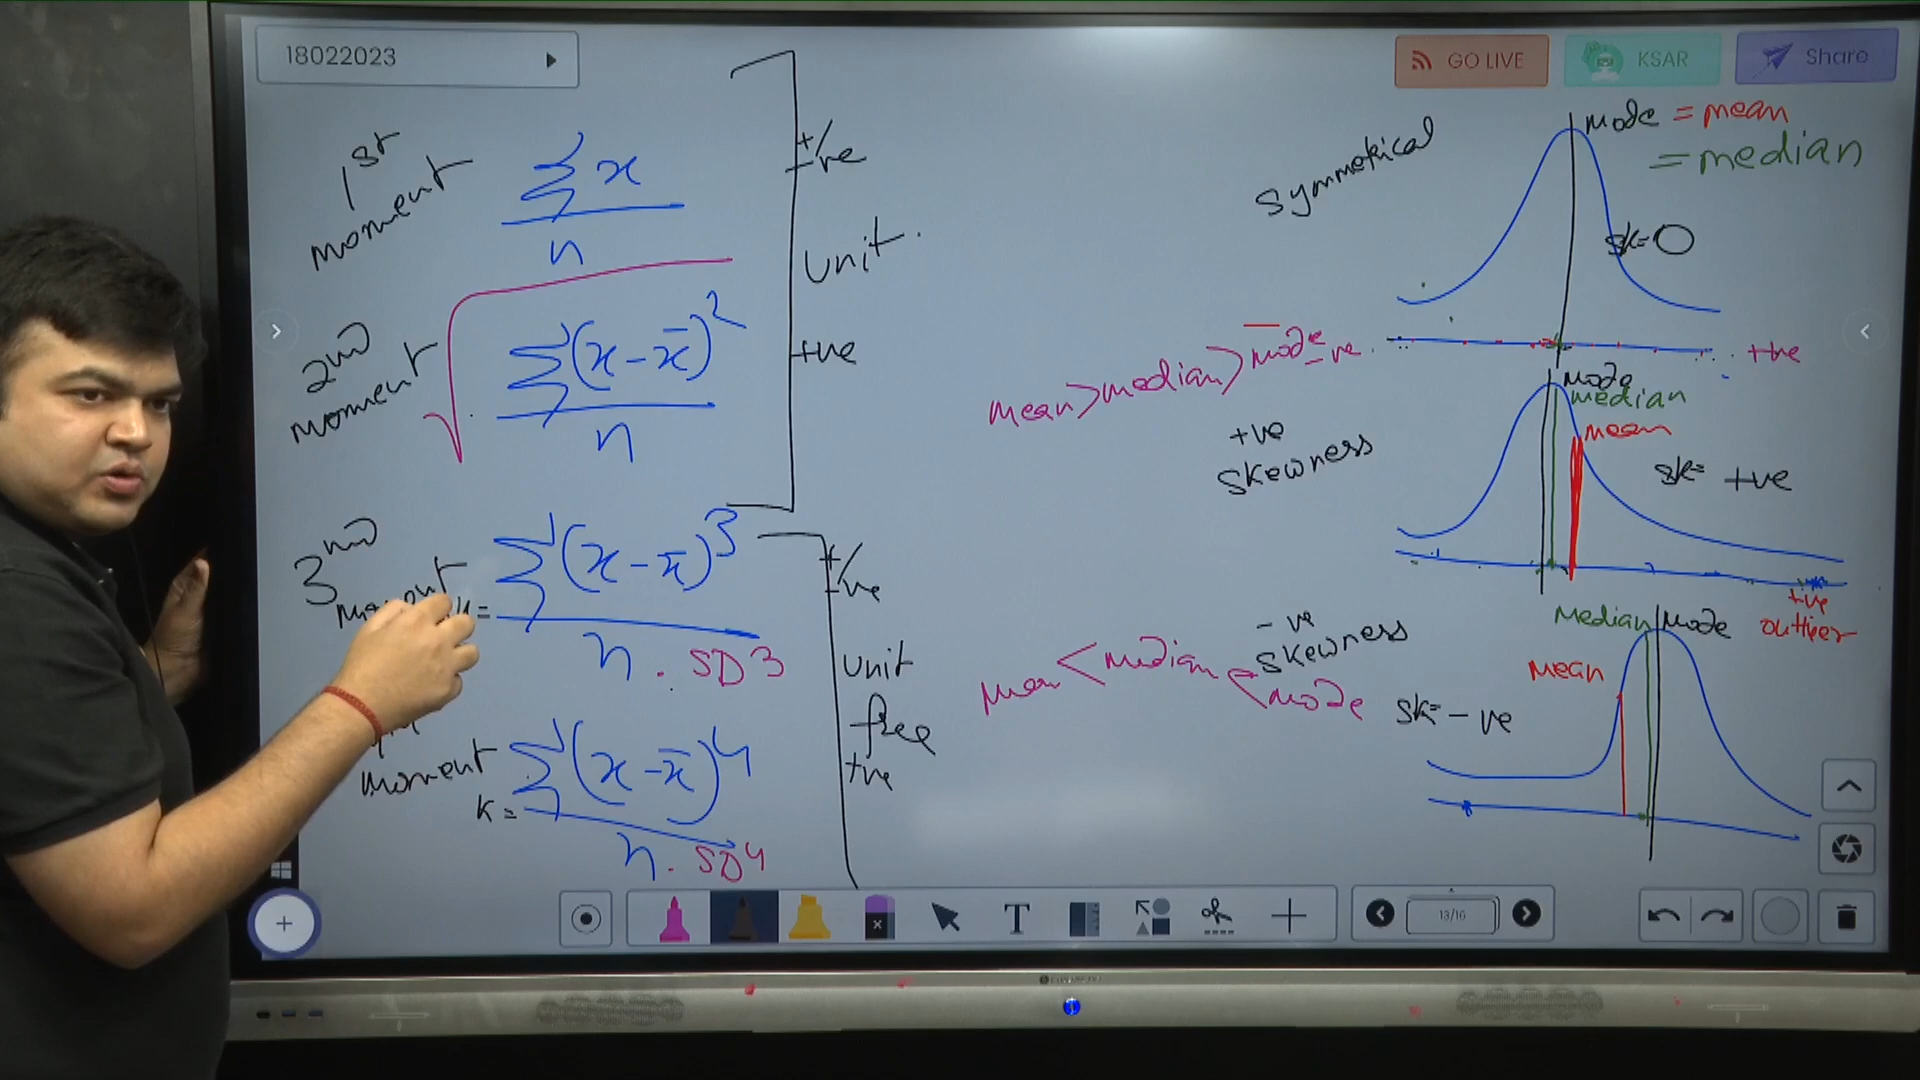 18022023
GO LIVE
KSAR
Share
1st
moment
Σx
n
+/-ve
unit.
2nd
moment
√Σ(x-x̄)²
n
+ve
3nd
Σ(x-x̄)3
n . SD3
+/-ve
unit
free
moment
K =
Σ(x-x̄)4
n . SD4
+ve
symmetrical
mode = mean
= median
sk=0
-ve.
+ve
mean > median > mode
+ve
skewness
mode
median
mean
sk= +ve
+ve
outlier
-ve
skewness
mean < median < mode
Median
Mode
Mean
sk= -ve
T
13/16